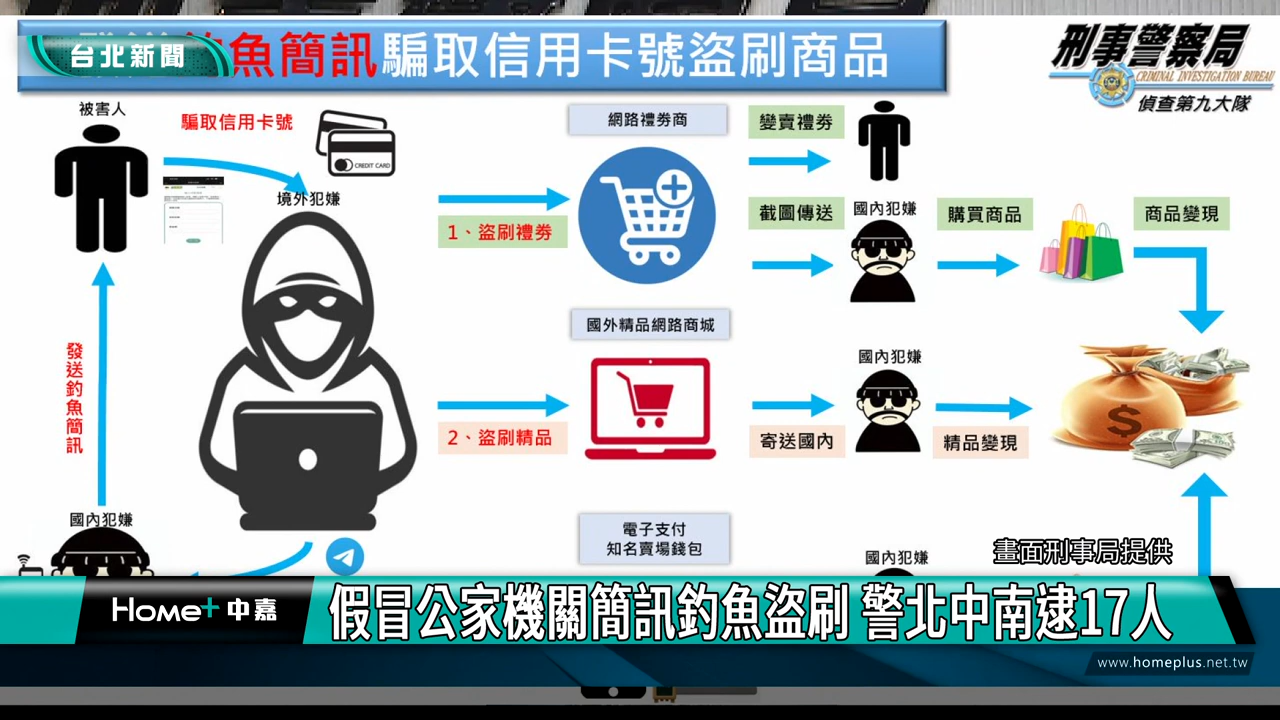 台北新聞
魚簡訊騙取信用卡號盜刷商品
刑事警察局
CRIMINAL INVESTIGATION BUREAU
偵查第九大隊
被害人
騙取信用卡號
CREDIT CARD
境外犯嫌
網路禮券商
變賣禮券
1、盜刷禮券
截圖傳送
國內犯嫌
購買商品
商品變現
國外精品網路商城
發送釣魚簡訊
2、盜刷精品
寄送國內
國內犯嫌
精品變現
$
國內犯嫌
電子支付
知名賣場錢包
國內犯嫌
畫面刑事局提供
Home+中嘉
假冒公家機關簡訊釣魚盜刷 警北中南逮17人
www.homeplus.net.tw